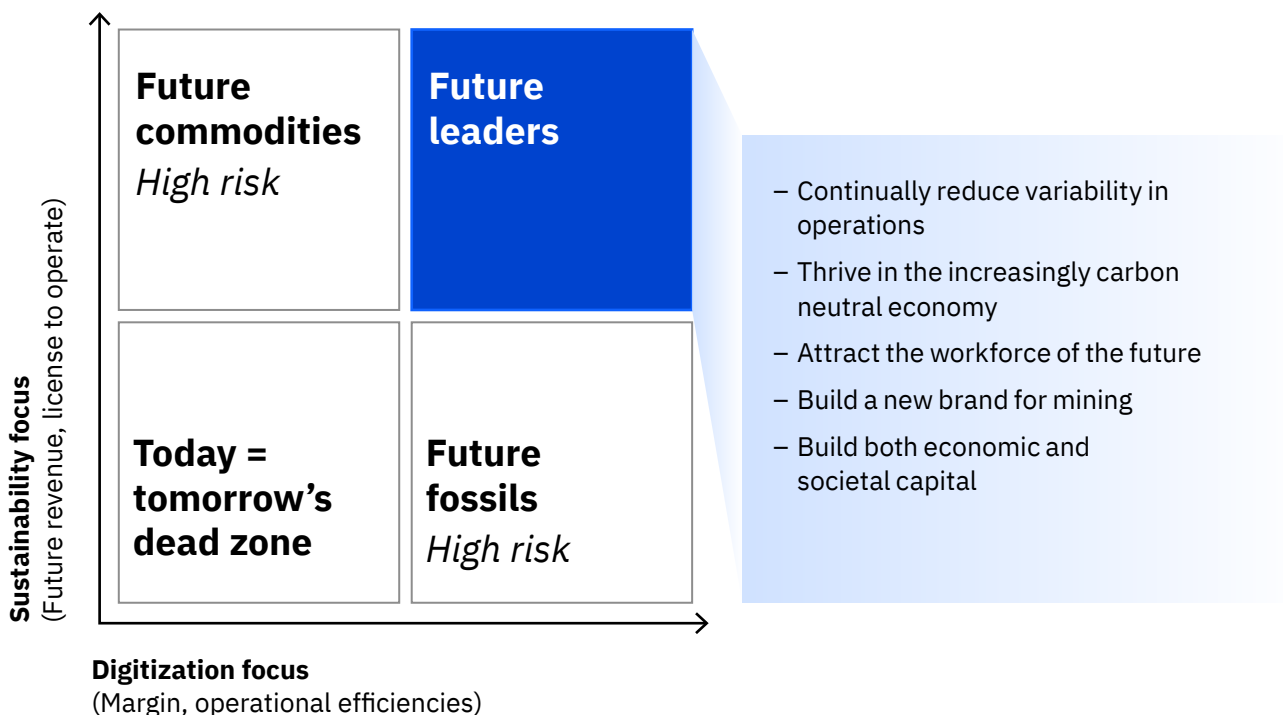 Future
commodities
High risk
Future
leaders
– Continually reduce variability in
operations
– Thrive in the increasingly carbon
neutral economy
– Attract the workforce of the future
– Build a new brand for mining
– Build both economic and
societal capital
Today =
tomorrow’s
dead zone
Future
fossils
High risk
Sustainability focus
(Future revenue, license to operate)
Digitization focus
(Margin, operational efficiencies)